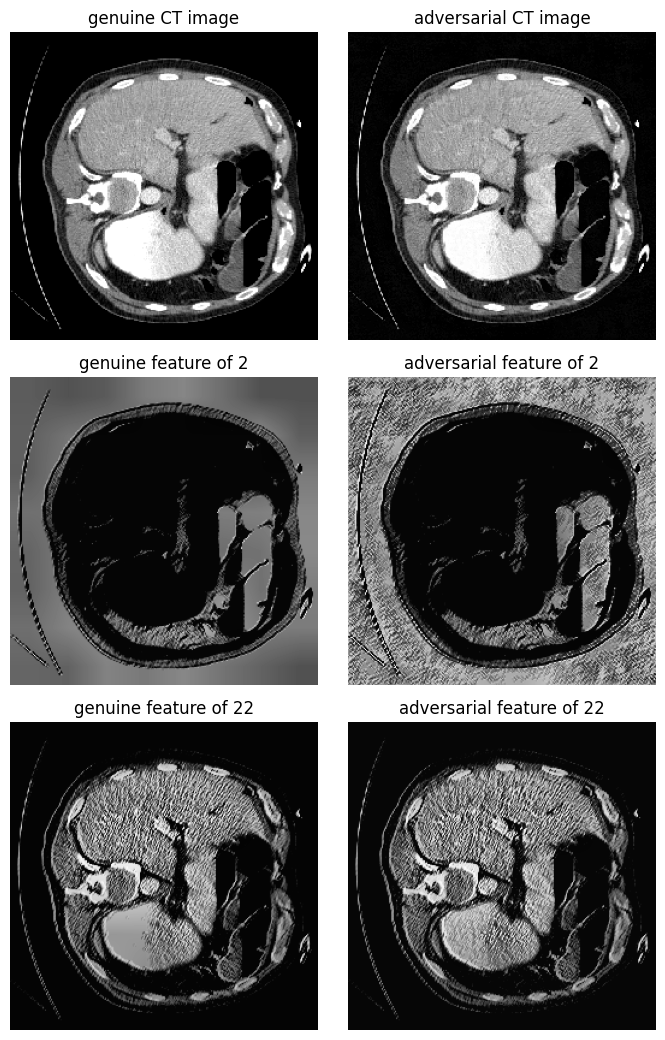 genuine CT image
adversarial CT image
genuine feature of 2
adversarial feature of 2
genuine feature of 22
adversarial feature of 22